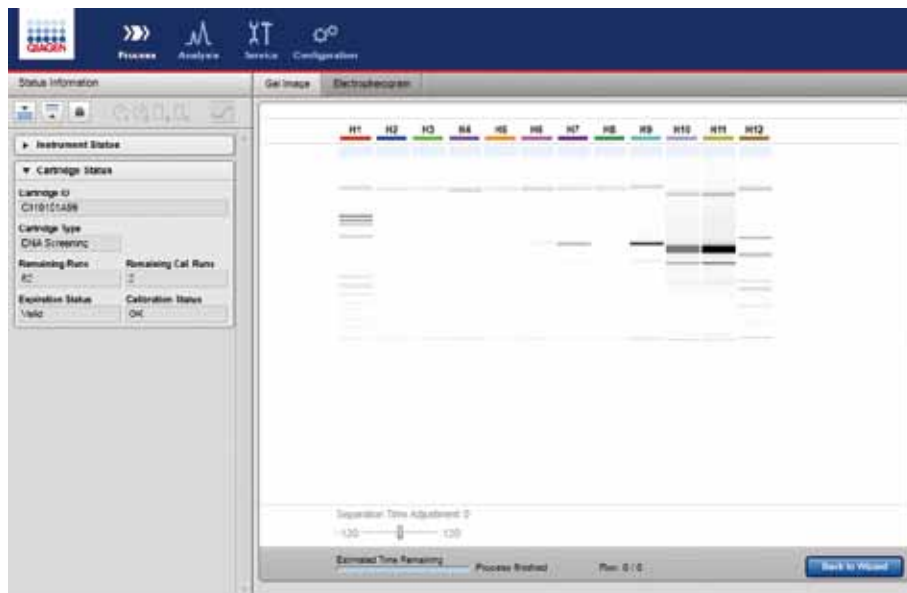 QIAGEN
Process Analysis Service Configuration
Status Information
Gel Image Electropherogram
H1 H2 H3 H4 H5 H6 H7 H8 H9 H10 H11 H12
Instrument Status
Cartridge Status
Cartridge ID
Cartridge Type
DNA Screening
Remaining Runs Remaining Cal Runs
Expiration Status Calibration Status
Valid OK
Separation Time Adjustment 0
-120 120
Estimated Time Remaining
Process finished
Run 0 / 0
Back to Wizard